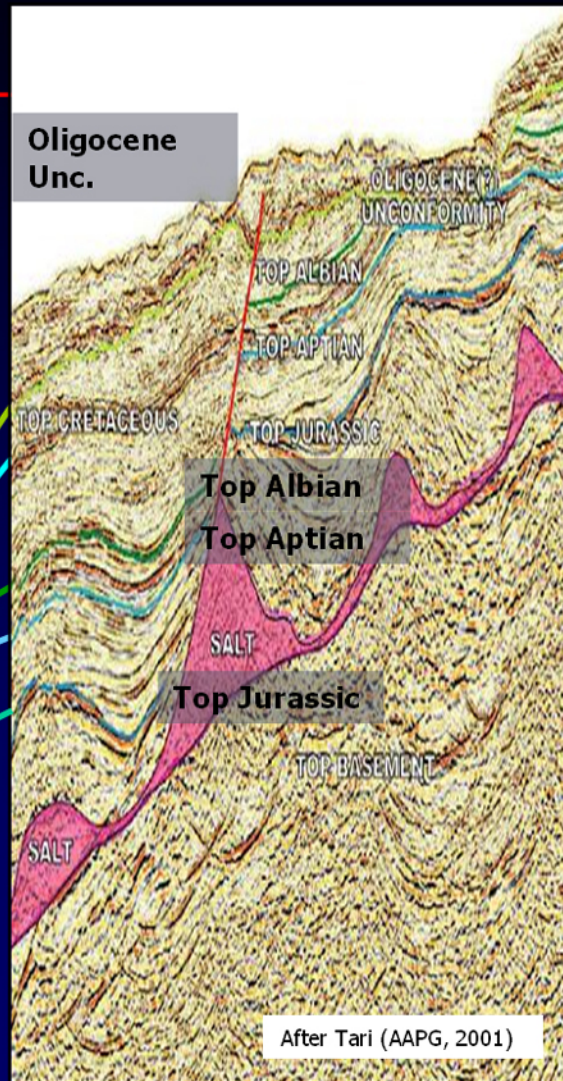 Oligocene
Unc.
OLIGOCENE(?)
UNCONFORMITY
TOP ALBIAN
TOP APTIAN
TOP CRETACEOUS
TOP JURASSIC
Top Albian
Top Aptian
SALT
Top Jurassic
TOP BASEMENT
SALT
After Tari (AAPG, 2001)